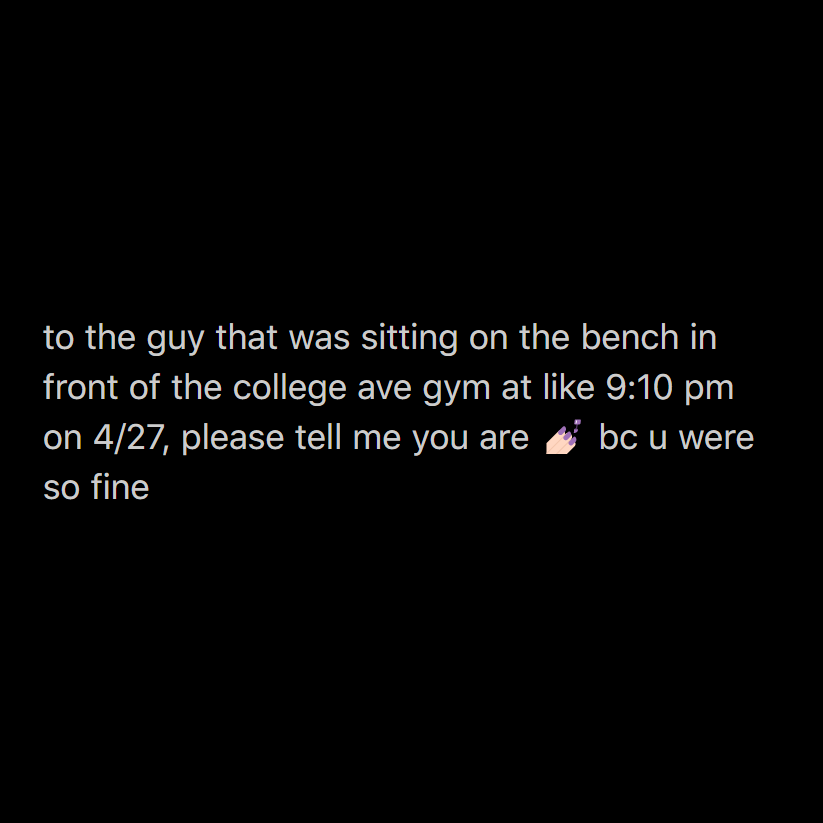 to the guy that was sitting on the bench in
front of the college ave gym at like 9:10 pm
on 4/27, please tell me you are 💅🏻 bc u were
so fine